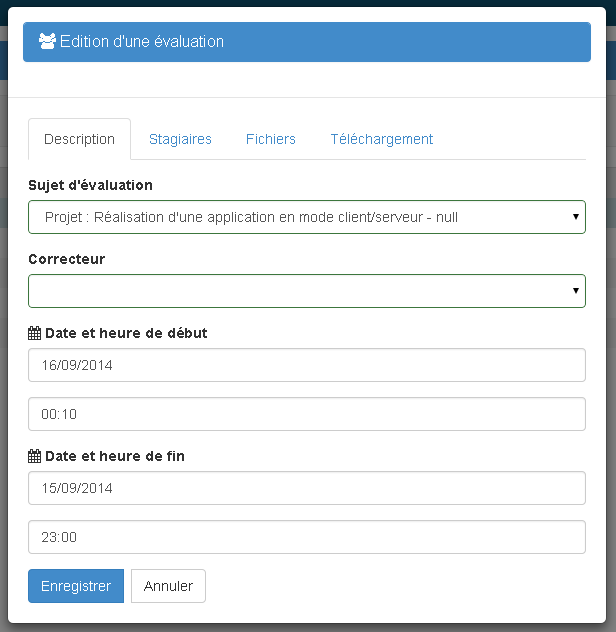 Edition d'une évaluation
Description Stagiaires Fichiers Téléchargement
Sujet d'évaluation
Projet : Réalisation d'une application en mode client/serveur - null
Correcteur
Date et heure de début
16/09/2014
00:10
Date et heure de fin
15/09/2014
23:00
Enregistrer Annuler